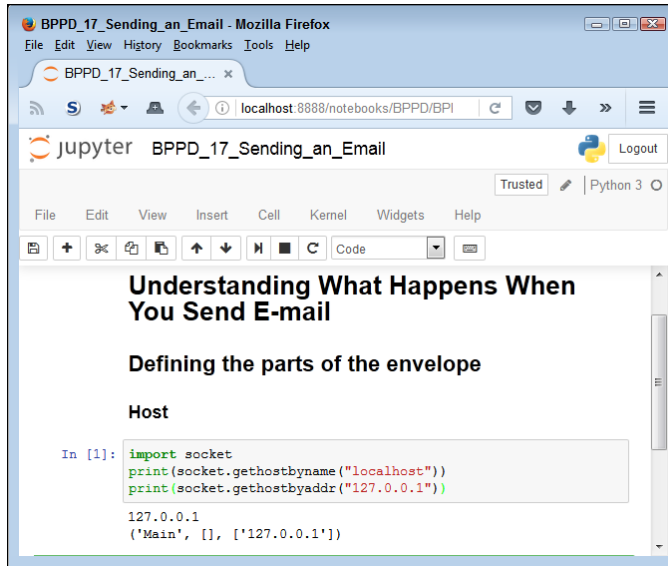 BPPD_17_Sending_an_Email - Mozilla Firefox
File Edit View History Bookmarks Tools Help
BPPD_17_Sending_an_... ×
localhost:8888/notebooks/BPPD/BPI
jupyter BPPD_17_Sending_an_Email Logout
Trusted Python 3
File Edit View Insert Cell Kernel Widgets Help
Code
Understanding What Happens When
You Send E-mail
Defining the parts of the envelope
Host
In [1]: import socket
print(socket.gethostbyname("localhost"))
print(socket.gethostbyaddr("127.0.0.1"))
127.0.0.1
('Main', [], ['127.0.0.1'])